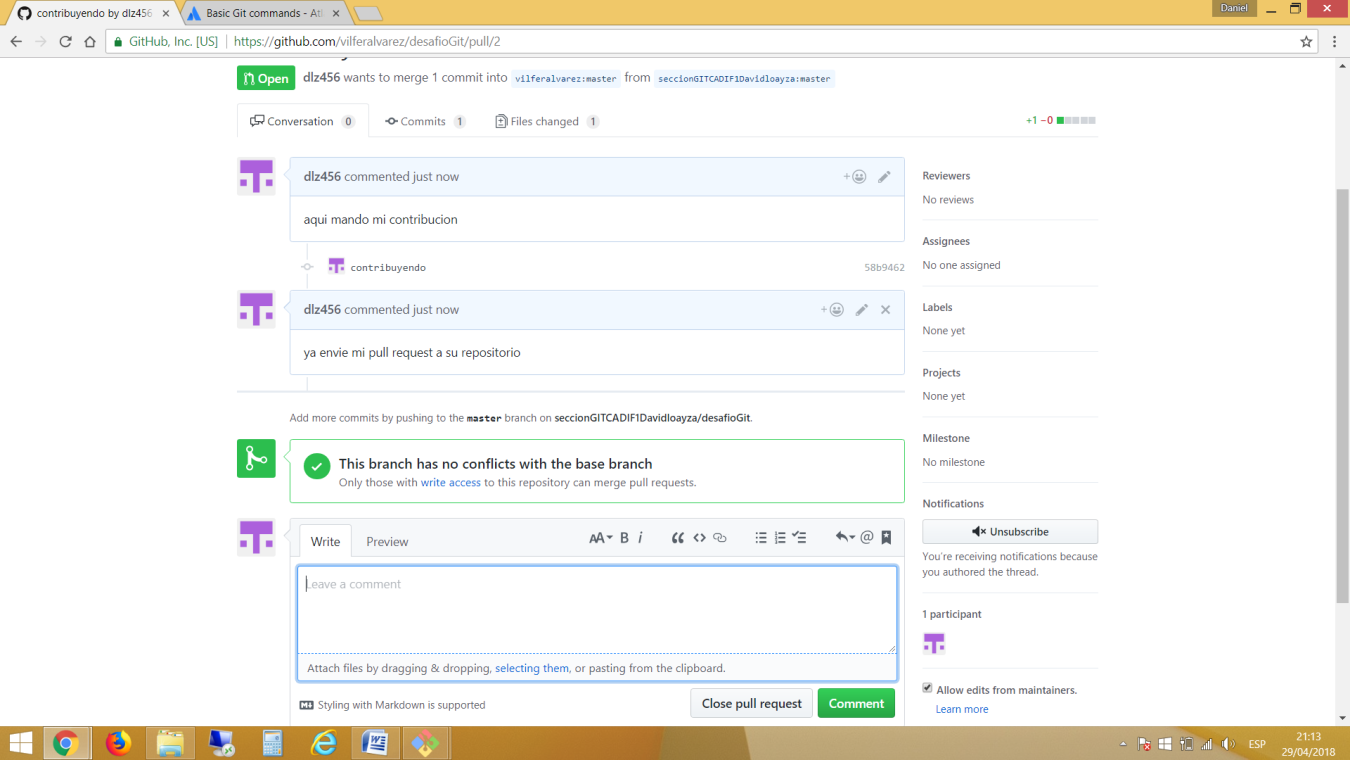 contribuyendo by dlz456
Basic Git commands - Atl
Daniel
GitHub, Inc. [US]
https://github.com/vilferalvarez/desafioGit/pull/2
Open
dlz456 wants to merge 1 commit into vilferalvarez:master from seccionGITCADIF1Davidloayza:master
Conversation 0
Commits 1
Files changed 1
+1 −0
dlz456 commented just now
aqui mando mi contribucion
contribuyendo
58b9462
dlz456 commented just now
ya envie mi pull request a su repositorio
Add more commits by pushing to the master branch on seccionGITCADIF1Davidloayza/desafioGit.
This branch has no conflicts with the base branch
Only those with write access to this repository can merge pull requests.
Write
Preview
AA
B
i
Leave a comment
Attach files by dragging & dropping, selecting them, or pasting from the clipboard.
Styling with Markdown is supported
Close pull request
Comment
Reviewers
No reviews
Assignees
No one assigned
Labels
None yet
Projects
None yet
Milestone
No milestone
Notifications
Unsubscribe
You're receiving notifications because
you authored the thread.
1 participant
Allow edits from maintainers.
Learn more
ESP
21:13
29/04/2018